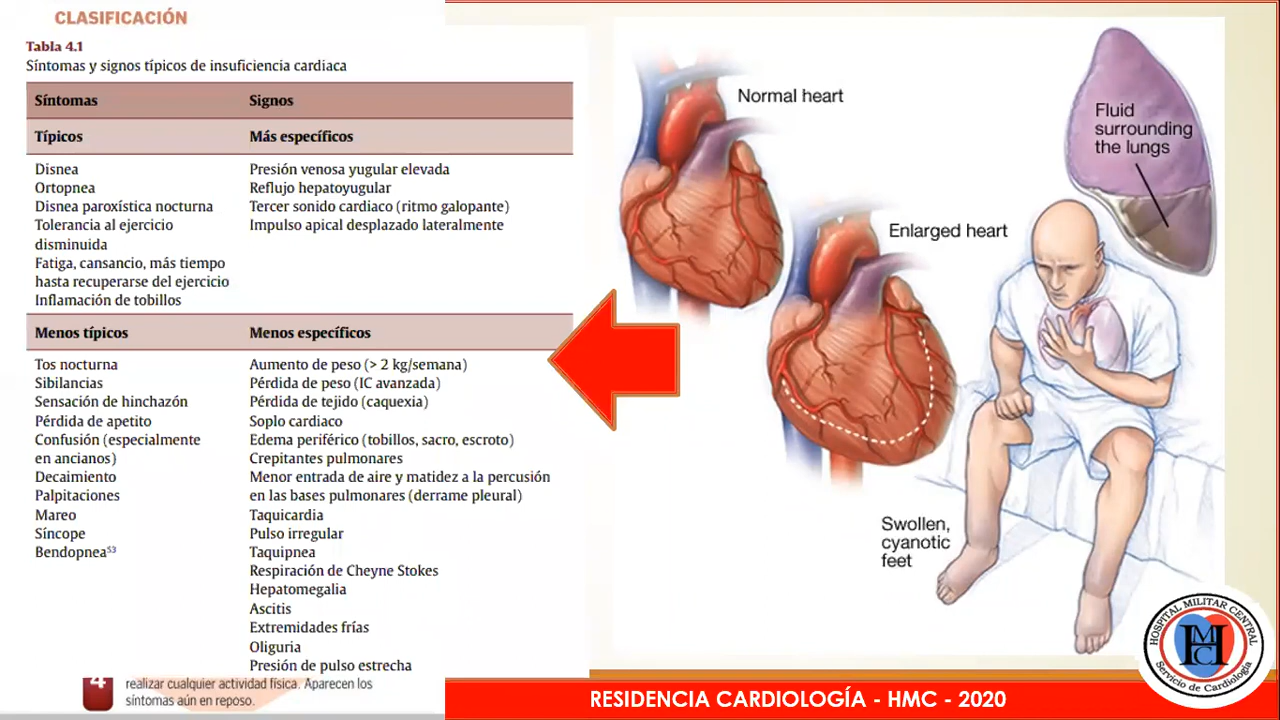 CLASIFICACIÓN
Tabla 4.1
Síntomas y signos típicos de insuficiencia cardiaca
Síntomas Signos
Típicos Más específicos
Disnea Presión venosa yugular elevada
Ortopnea Reflujo hepatoyugular
Disnea paroxística nocturna Tercer sonido cardiaco (ritmo galopante)
Tolerancia al ejercicio Impulso apical desplazado lateralmente
disminuida
Fatiga, cansancio, más tiempo
hasta recuperarse del ejercicio
Inflamación de tobillos
Menos típicos Menos específicos
Tos nocturna Aumento de peso (> 2 kg/semana)
Sibilancias Pérdida de peso (IC avanzada)
Sensación de hinchazón Pérdida de tejido (caquexia)
Pérdida de apetito Soplo cardiaco
Confusión (especialmente Edema periférico (tobillos, sacro, escroto)
en ancianos) Crepitantes pulmonares
Decaimiento Menor entrada de aire y matidez a la percusión
Palpitaciones en las bases pulmonares (derrame pleural)
Mareo Taquicardia
Síncope Pulso irregular
Bendopnea⁵³ Taquipnea
Respiración de Cheyne Stokes
Hepatomegalia
Ascitis
Extremidades frías
Oliguria
Presión de pulso estrecha
4 realizar cualquier actividad física. Aparecen los
síntomas aún en reposo.
Normal heart
Fluid
surrounding
the lungs
Enlarged heart
Swollen,
cyanotic
feet
HOSPITAL MILITAR CENTRAL
HMC
Servicio de Cardiología
RESIDENCIA CARDIOLOGÍA - HMC - 2020